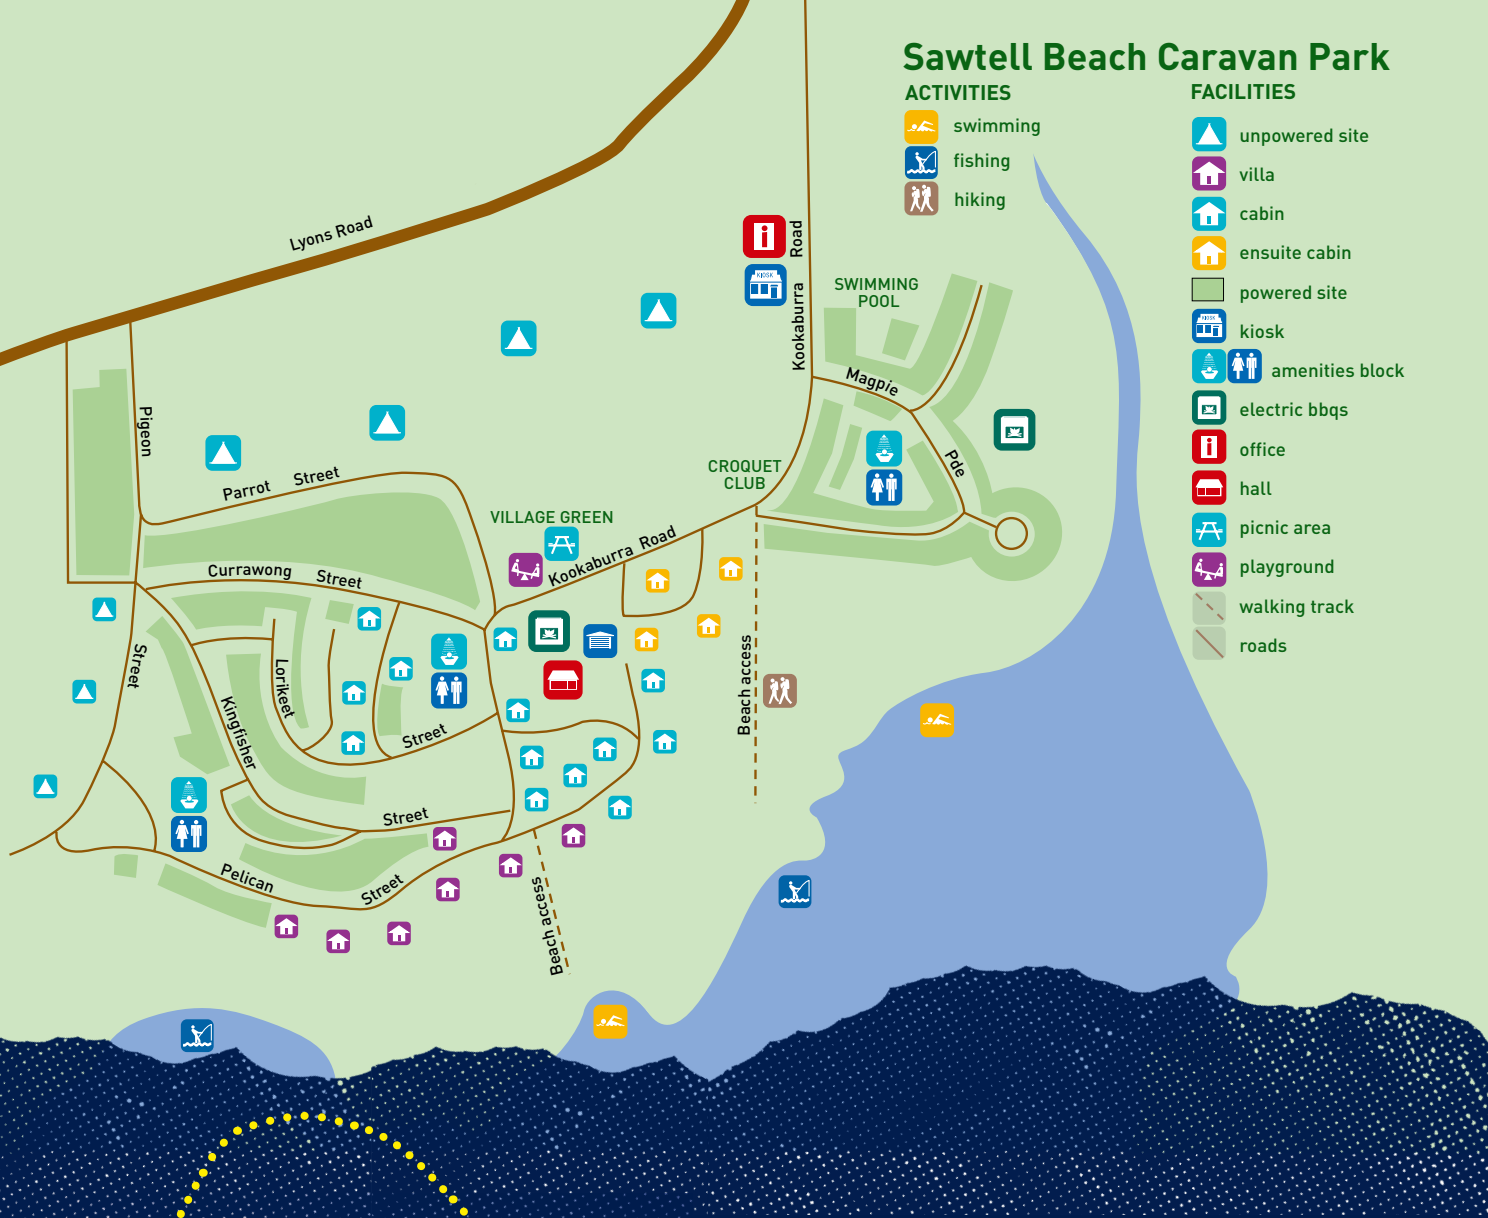 Sawtell Beach Caravan Park
ACTIVITIES
swimming
fishing
hiking
FACILITIES
unpowered site
villa
cabin
ensuite cabin
powered site
KIOSK
kiosk
amenities block
electric bbqs
i
office
hall
picnic area
playground
walking track
roads
Lyons Road
i
KIOSK
Kookaburra Road
SWIMMING
POOL
Magpie
Pde
Pigeon
Street
Parrot Street
CROQUET
CLUB
VILLAGE GREEN
Kookaburra Road
Currawong Street
Lorikeet
Street
Kingfisher
Street
Pelican
Street
Beach access
Beach access